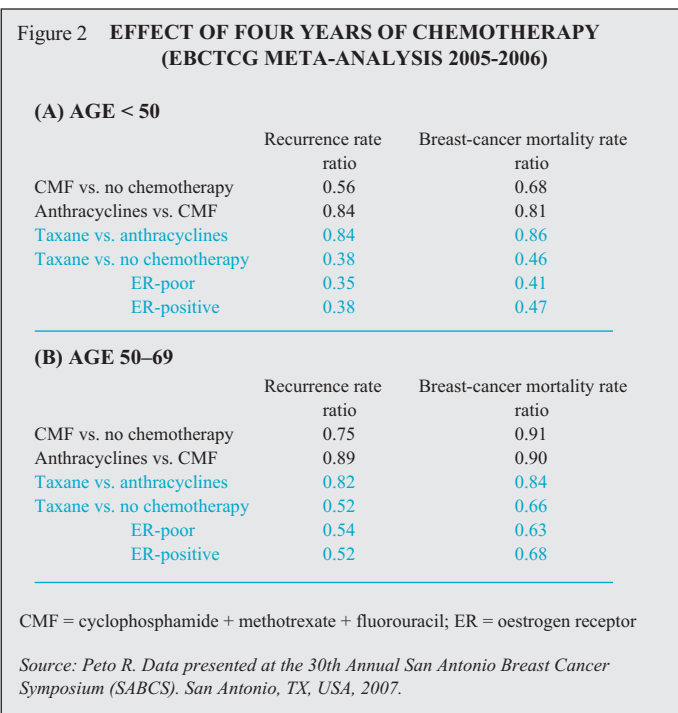 Figure 2 EFFECT OF FOUR YEARS OF CHEMOTHERAPY
(EBCTCG META-ANALYSIS 2005-2006)
(A) AGE < 50
Recurrence rate Breast-cancer mortality rate
ratio ratio
CMF vs. no chemotherapy 0.56 0.68
Anthracyclines vs. CMF 0.84 0.81
Taxane vs. anthracyclines 0.84 0.86
Taxane vs. no chemotherapy 0.38 0.46
ER-poor 0.35 0.41
ER-positive 0.38 0.47
(B) AGE 50–69
Recurrence rate Breast-cancer mortality rate
ratio ratio
CMF vs. no chemotherapy 0.75 0.91
Anthracyclines vs. CMF 0.89 0.90
Taxane vs. anthracyclines 0.82 0.84
Taxane vs. no chemotherapy 0.52 0.66
ER-poor 0.54 0.63
ER-positive 0.52 0.68
CMF = cyclophosphamide + methotrexate + fluorouracil; ER = oestrogen receptor
Source: Peto R. Data presented at the 30th Annual San Antonio Breast Cancer
Symposium (SABCS). San Antonio, TX, USA, 2007.